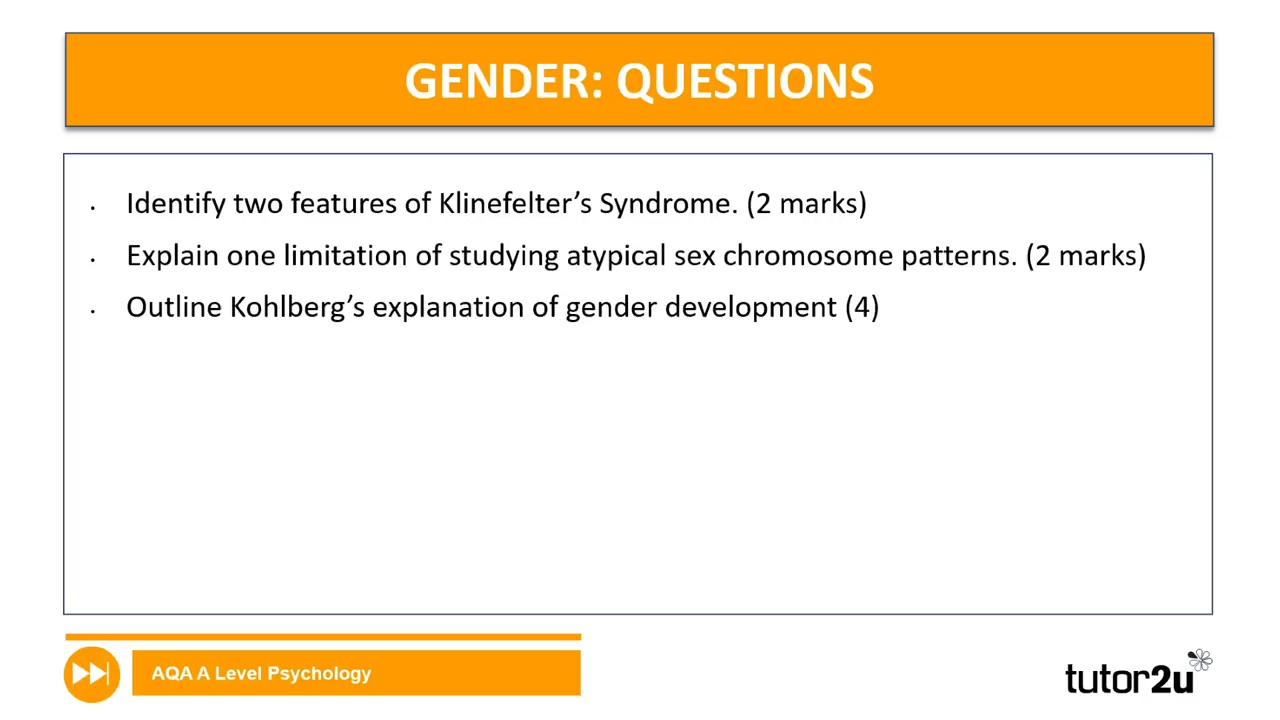 GENDER: QUESTIONS
· Identify two features of Klinefelter’s Syndrome. (2 marks)
· Explain one limitation of studying atypical sex chromosome patterns. (2 marks)
· Outline Kohlberg’s explanation of gender development (4)
AQA A Level Psychology
tutor2u